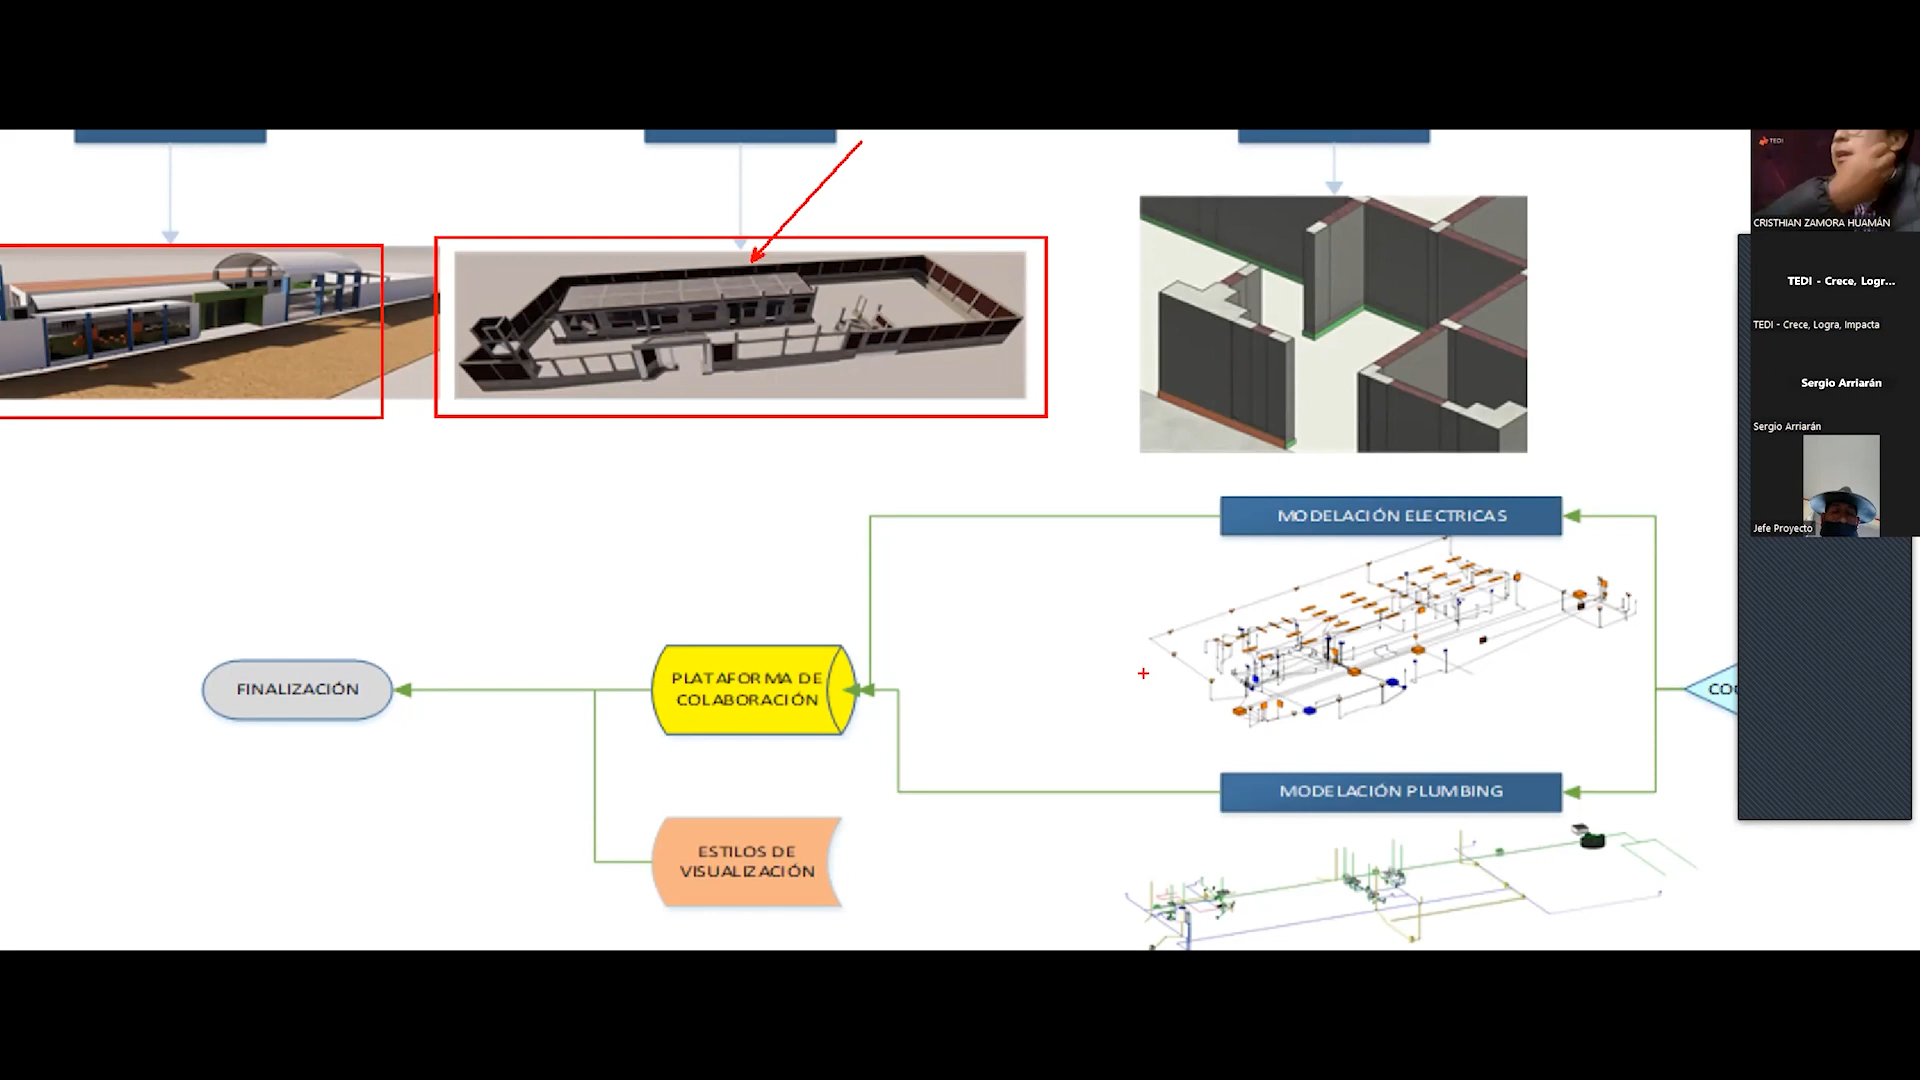 TEDI
CRISTHIAN ZAMORA HUAMÁN
TEDI - Crece, Logr...
TEDI - Crece, Logra, Impacta
Sergio Arriarán
Sergio Arriarán
Jefe Proyecto
MODELACIÓN ELECTRICAS
PLATAFORMA DE
COLABORACIÓN
FINALIZACIÓN
MODELACIÓN PLUMBING
ESTILOS DE
VISUALIZACIÓN